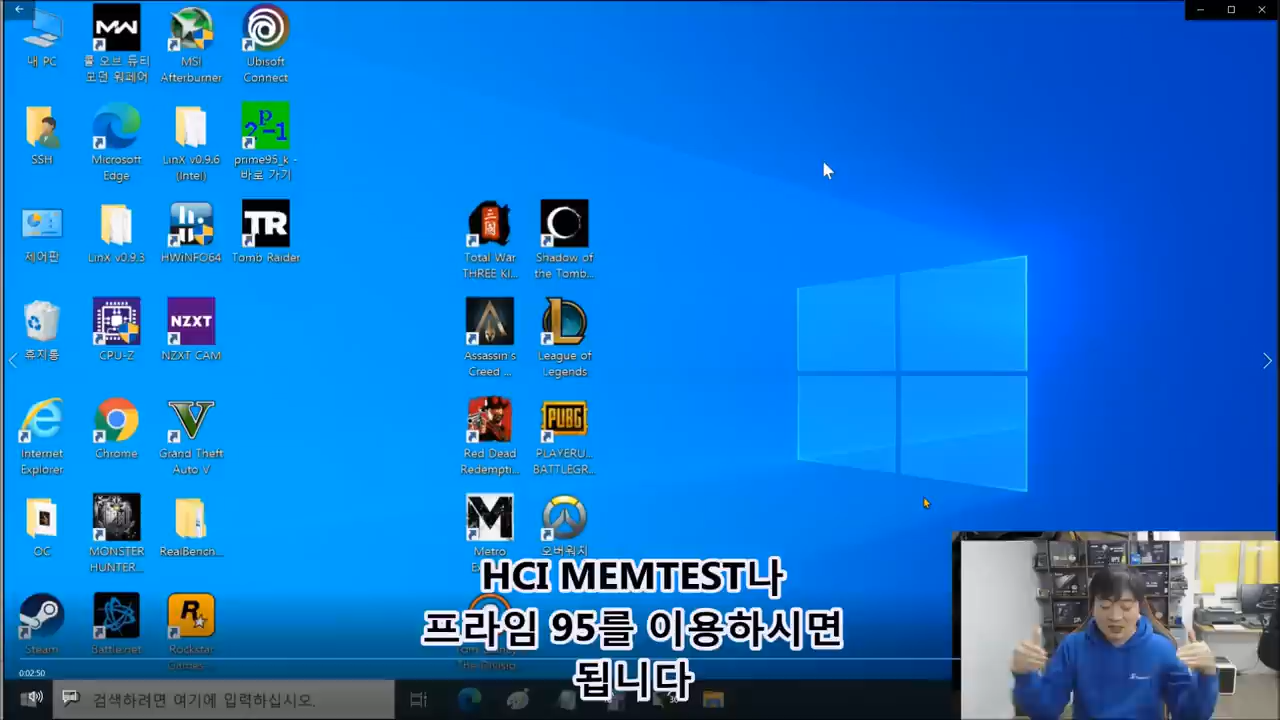 내 PC
콜 오브 듀티
모던 워페어
MW
MSI
Afterburner
Ubisoft
Connect
SSH
Microsoft
Edge
LinX v0.9.6
(Intel)
prime95_k -
바로 가기
제어판
LinX v0.9.3
HWiNFO64
TR
Tomb Raider
Total War
THREE KI...
Shadow of
the Tomb...
휴지통
CPU-Z
NZXT
NZXT CAM
Assassin's
Creed ...
League of
Legends
Internet
Explorer
Chrome
V
Grand Theft
Auto V
Red Dead
Redempti...
PUBG
PLAYERU...
BATTLEGR...
OC
MONSTER
HUNTER...
RealBenc...
Metro
오버워치
Steam
Battle.net
R
Rockstar
Games
HCI MEMTEST나
프라임 95를 이용하시면
됩니다
0:02:50
검색하려면 여기에 입력하십시오.